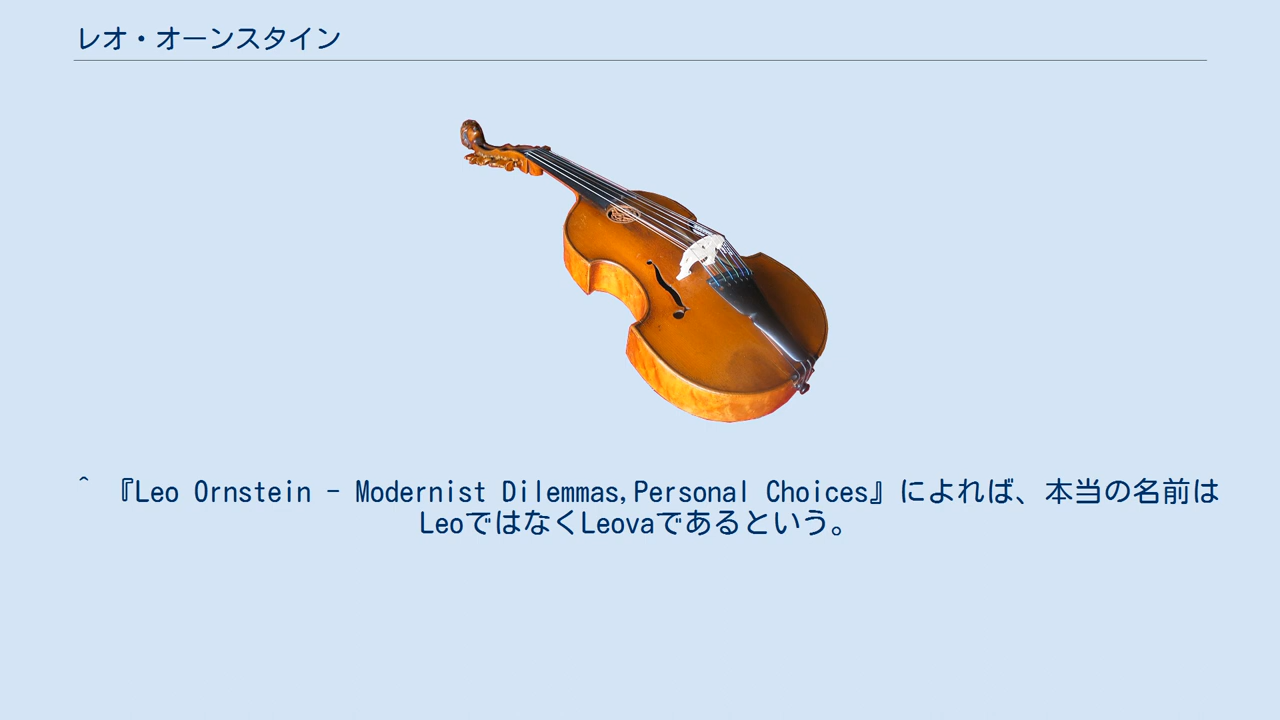 レオ・オーンスタイン
^ 『Leo Ornstein - Modernist Dilemmas,Personal Choices』によれば、本当の名前は
LeoではなくLeovaであるという。